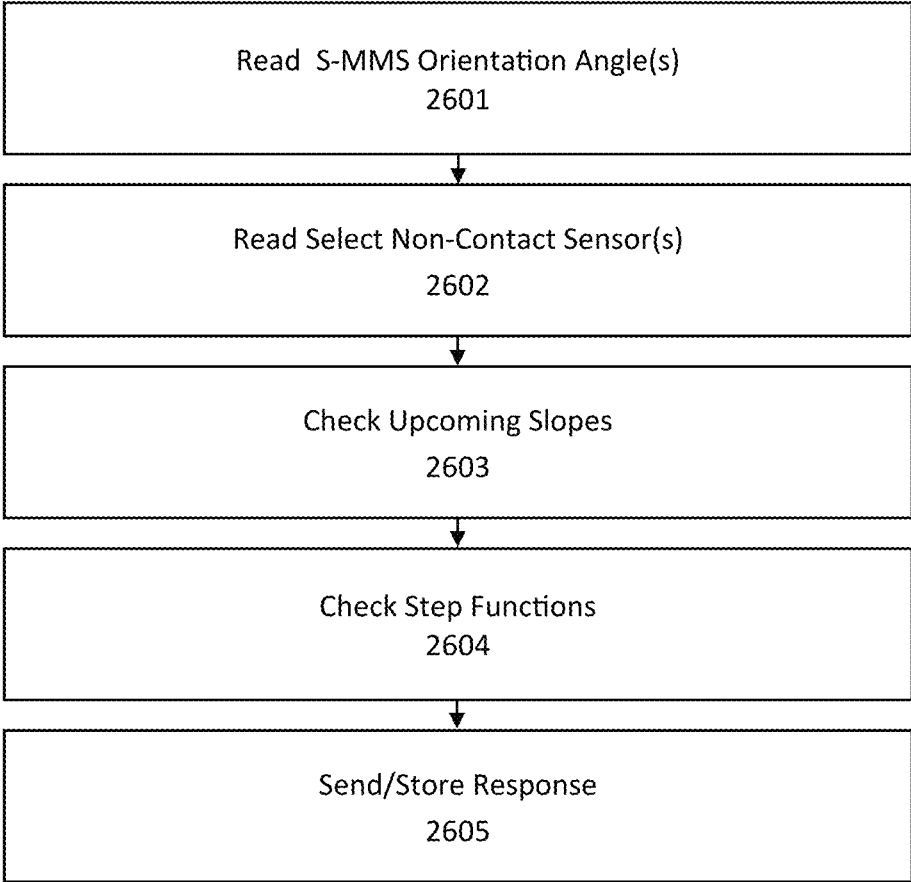 Read S-MMS Orientation Angle(s)
2601
Read Select Non-Contact Sensor(s)
2602
Check Upcoming Slopes
2603
Check Step Functions
2604
Send/Store Response
2605